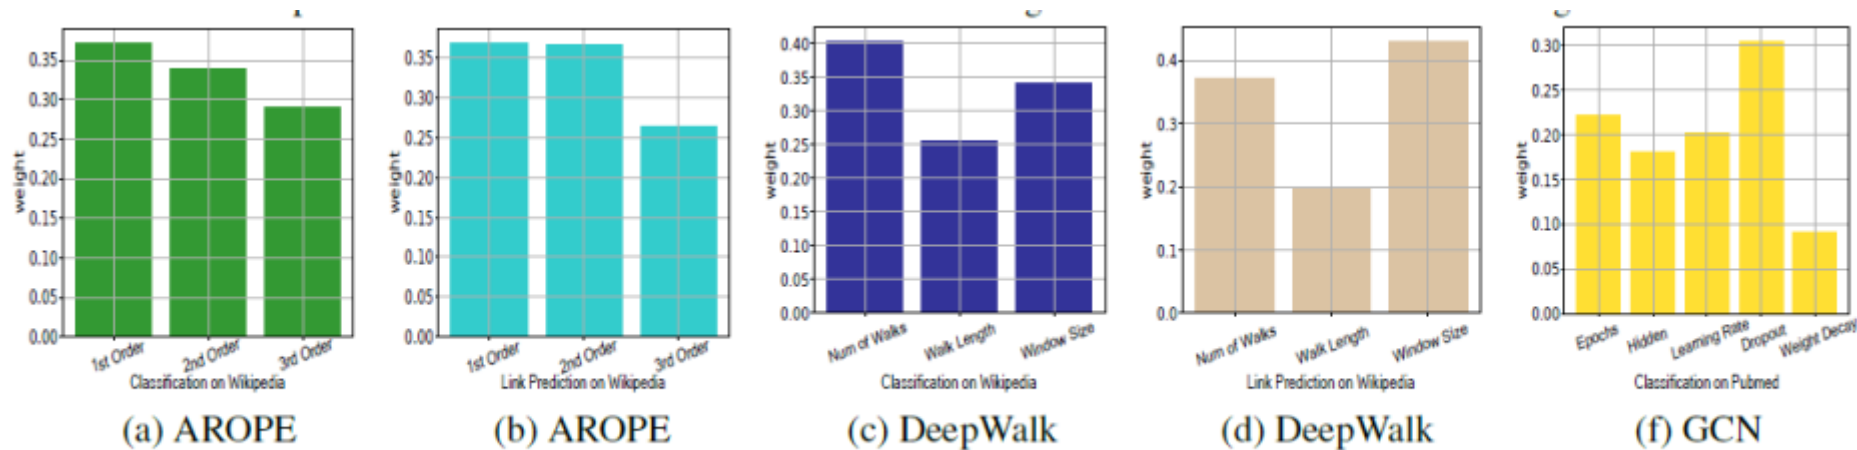 weight
0.35
0.30
0.25
0.20
0.15
0.10
0.05
0.00
1st Order
2nd Order
3rd Order
Classification on Wikipedia
(a) AROPE
weight
0.35
0.30
0.25
0.20
0.15
0.10
0.05
0.00
1st Order
2nd Order
3rd Order
Link Prediction on Wikipedia
(b) AROPE
weight
0.40
0.35
0.30
0.25
0.20
0.15
0.10
0.05
0.00
Num of Walks
Walk Length
Window Size
Classification on Wikipedia
(c) DeepWalk
weight
0.4
0.3
0.2
0.1
0.0
Num of Walks
Walk Length
Window Size
Link Prediction on Wikipedia
(d) DeepWalk
weight
0.30
0.25
0.20
0.15
0.10
0.05
0.00
Epochs
Hidden
Learning Rate
Dropout
Weight Decay
Classification on Pubmed
(f) GCN